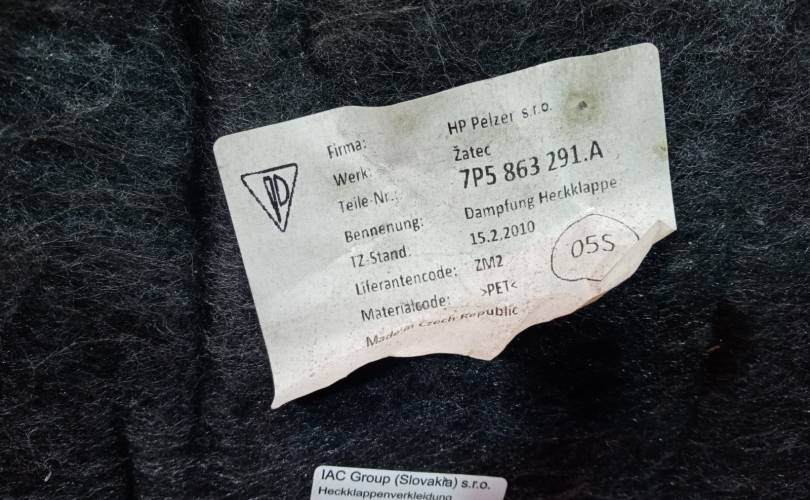 Firma: HP Pelzer s.r.o.
Werk: Žatec
Teile-Nr.: 7P5 863 291.A
Bennenung: Dampfung Heckklappe
TZ-Stand: 15.2.2010
Liferantencode: ZM2
Materialcode: >PET<
Made in Czech Republic
05S
IAC Group (Slovakia) s.r.o.
Heckklappenverkleidung